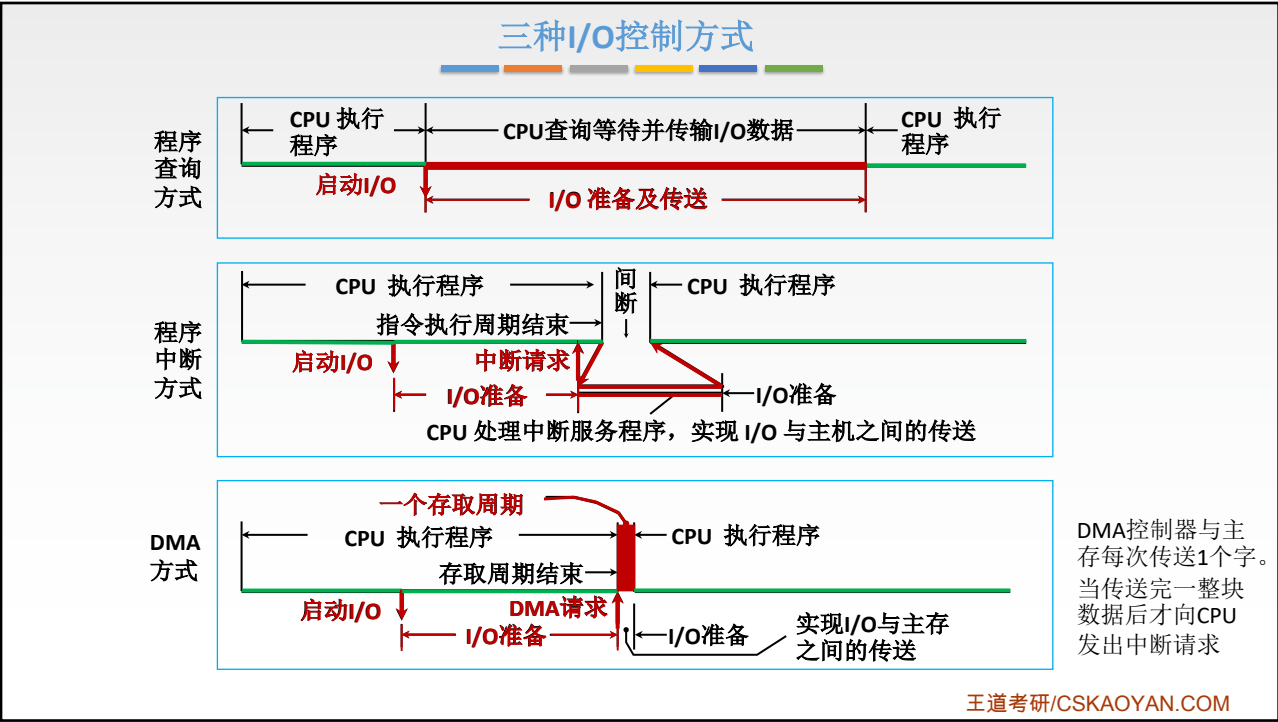 三种I/O控制方式
程序
查询
方式
CPU 执行
程序
CPU查询等待并传输I/O数据
CPU 执行
程序
启动I/O
I/O 准备及传送
程序
中断
方式
CPU 执行程序
间
断
CPU 执行程序
指令执行周期结束
启动I/O
中断请求
I/O准备
I/O准备
CPU 处理中断服务程序，实现 I/O 与主机之间的传送
DMA
方式
一个存取周期
CPU 执行程序
CPU 执行程序
存取周期结束
启动I/O
DMA请求
I/O准备
I/O准备
实现I/O与主存
之间的传送
DMA控制器与主
存每次传送1个字。
当传送完一整块
数据后才向CPU
发出中断请求
王道考研/CSKAOYAN.COM